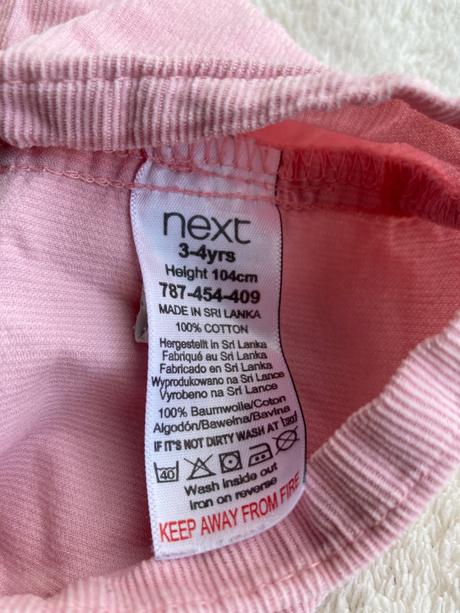 next
3-4yrs
Height 104cm
787-454-409
MADE IN SRI LANKA
100% COTTON
Hergestellt in Sri Lanka
Fabriqué au Sri Lanka
Fabricado en Sri Lanka
Wyprodukowano na Sri Lance
Vyrobeno na Srí Lance
100% Baumwolle/Coton
Algodón/Bawełna/Bavlna
IF IT'S NOT DIRTY WASH AT
40
Wash inside out
Iron on reverse
KEEP AWAY FROM FIRE